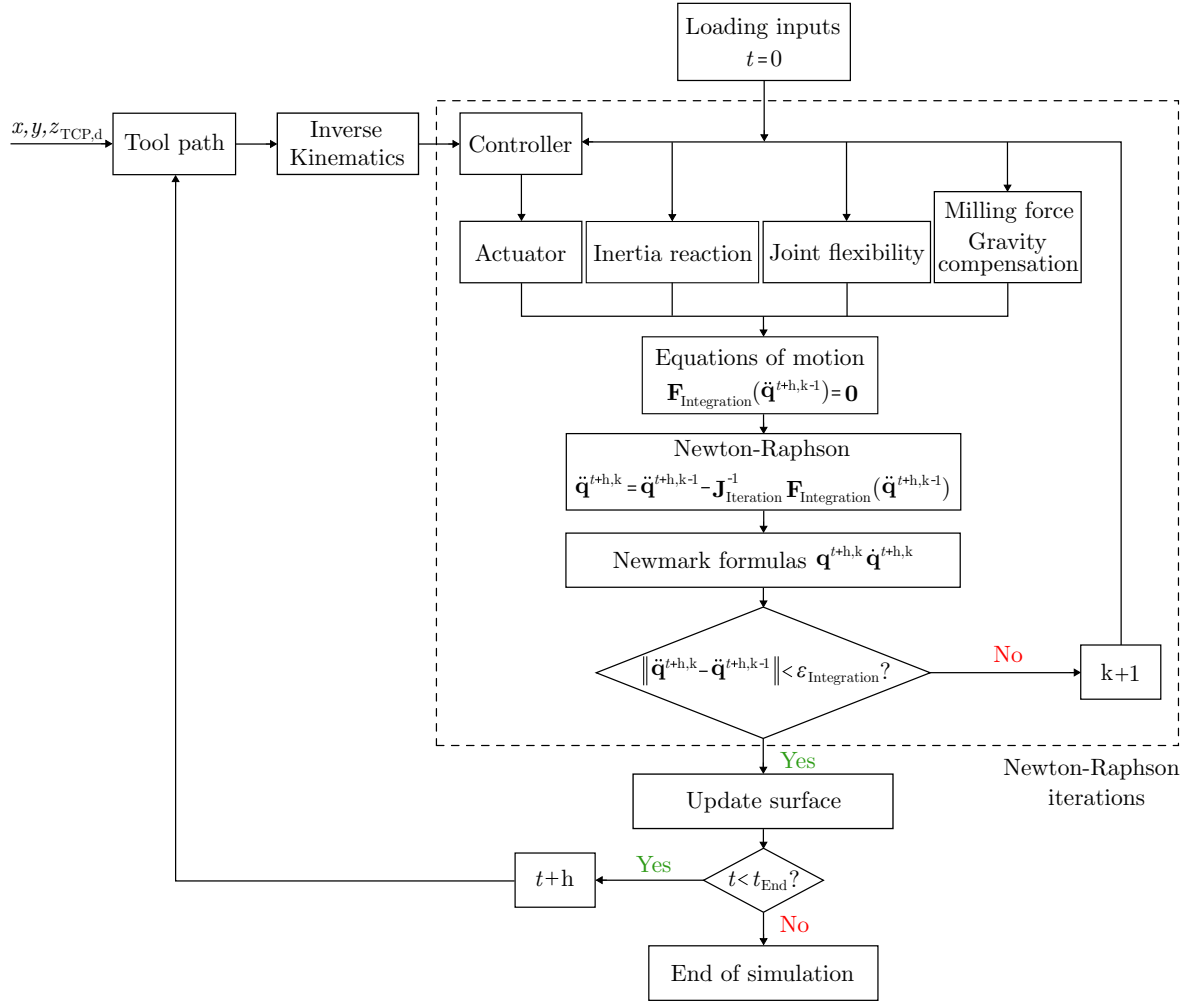 Loading inputs
t=0
x,y,z_TCP,d
Tool path
Inverse
Kinematics
Controller
Actuator
Inertia reaction
Joint flexibility
Milling force
Gravity
compensation
Equations of motion
𝐅_Integration(q̈^t+h,k-1)=𝟎
Newton-Raphson
q̈^t+h,k = q̈^t+h,k-1 − 𝐉^-1_Iteration 𝐅_Integration(q̈^t+h,k-1)
Newmark formulas q^t+h,k q̇^t+h,k
‖q̈^t+h,k − q̈^t+h,k-1‖ < ε_Integration?
No
k+1
Yes
Newton-Raphson
iterations
Update surface
t+h
Yes
t< t_End?
No
End of simulation